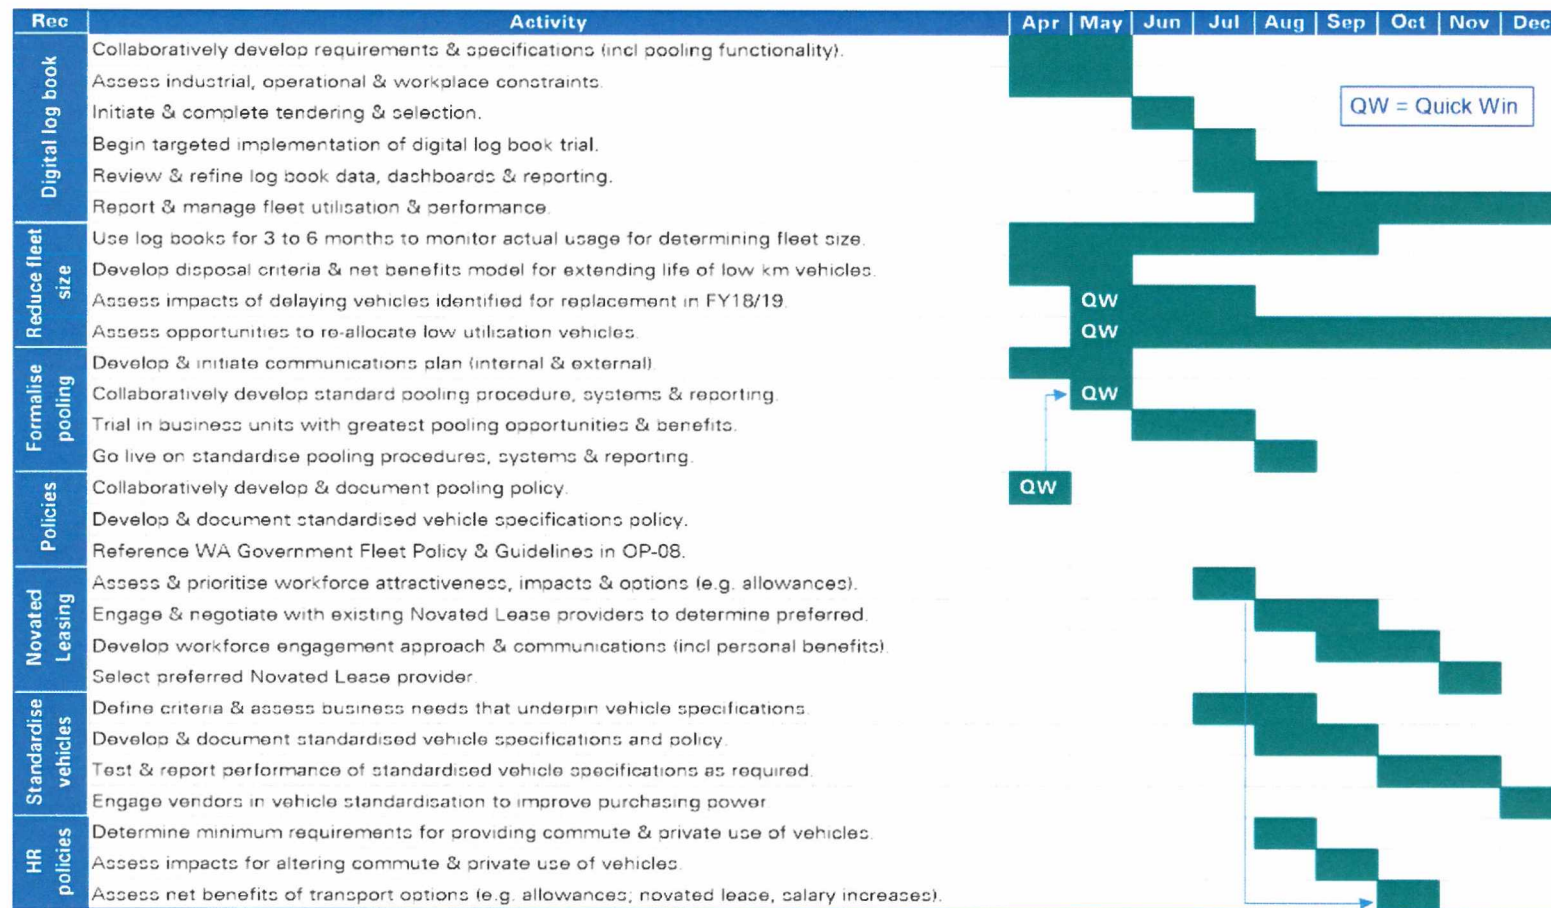 Rec Activity Apr May Jun Jul Aug Sep Oct Nov Dec
Digital log book
Collaboratively develop requirements & specifications (incl pooling functionality).
Assess industrial, operational & workplace constraints.
QW = Quick Win
Initiate & complete tendering & selection.
Begin targeted implementation of digital log book trial.
Review & refine log book data, dashboards & reporting.
Report & manage fleet utilisation & performance.
Reduce fleet
size
Use log books for 3 to 6 months to monitor actual usage for determining fleet size.
Develop disposal criteria & net benefits model for extending life of low km vehicles.
Assess impacts of delaying vehicles identified for replacement in FY18/19. QW
Assess opportunities to re-allocate low utilisation vehicles. QW
Formalise
pooling
Develop & initiate communications plan (internal & external).
Collaboratively develop standard pooling procedure, systems & reporting. QW
Trial in business units with greatest pooling opportunities & benefits.
Go live on standardise pooling procedures, systems & reporting.
Policies
Collaboratively develop & document pooling policy. QW
Develop & document standardised vehicle specifications policy.
Reference WA Government Fleet Policy & Guidelines in OP-08.
Novated
Leasing
Assess & prioritise workforce attractiveness, impacts & options (e.g. allowances).
Engage & negotiate with existing Novated Lease providers to determine preferred.
Develop workforce engagement approach & communications (incl personal benefits).
Select preferred Novated Lease provider.
Standardise
vehicles
Define criteria & assess business needs that underpin vehicle specifications.
Develop & document standardised vehicle specifications and policy.
Test & report performance of standardised vehicle specifications as required.
Engage vendors in vehicle standardisation to improve purchasing power
HR
policies
Determine minimum requirements for providing commute & private use of vehicles.
Assess impacts for altering commute & private use of vehicles.
Assess net benefits of transport options (e.g. allowances; novated lease, salary increases).